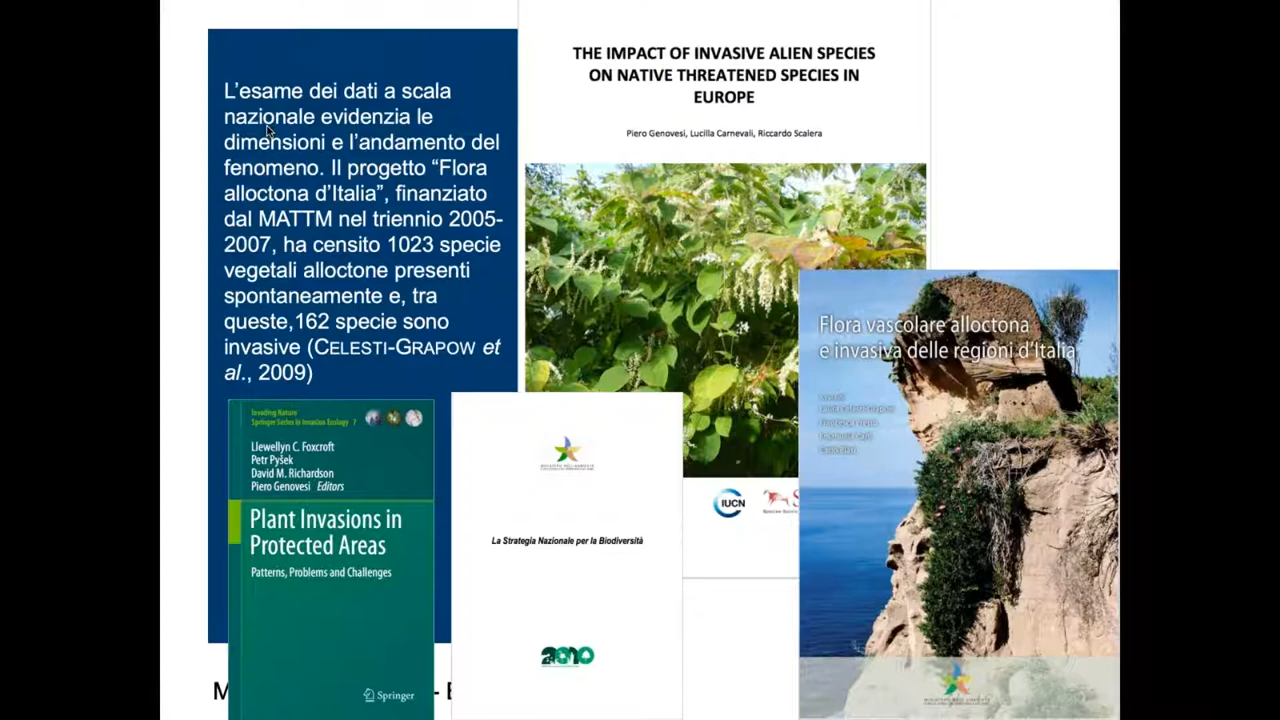 L'esame dei dati a scala
nazionale evidenzia le
dimensioni e l'andamento del
fenomeno. Il progetto “Flora
alloctona d'Italia”, finanziato
dal MATTM nel triennio 2005-
2007, ha censito 1023 specie
vegetali alloctone presenti
spontaneamente e, tra
queste,162 specie sono
invasive (CELESTI-GRAPOW et
al., 2009)
THE IMPACT OF INVASIVE ALIEN SPECIES
ON NATIVE THREATENED SPECIES IN
EUROPE
Piero Genovesi, Lucilla Carnevali, Riccardo Scalera
IUCN
Flora vascolare alloctona
e invasiva delle regioni d'Italia
Invading Nature
Springer Series in Invasion Ecology 7
Llewellyn C. Foxcroft
Petr Pyšek
David M. Richardson
Piero Genovesi Editors
Plant Invasions in
Protected Areas
Patterns, Problems and Challenges
Springer
La Strategia Nazionale per la Biodiversità
2010